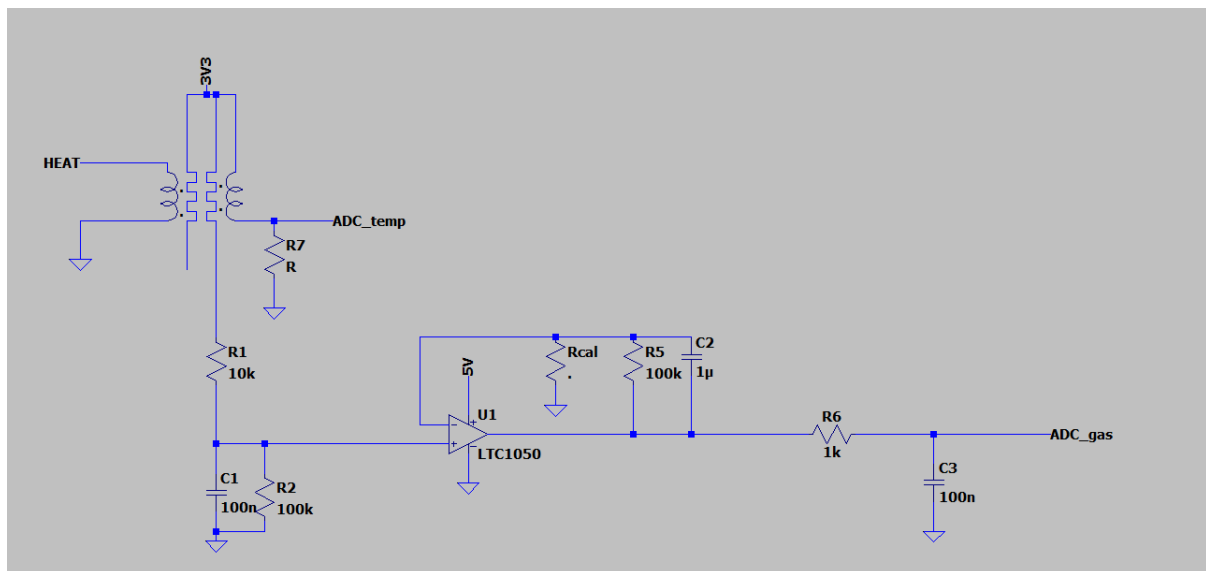 3V3
HEAT
ADC_temp
R7
R
R1
10k
Rcal
.
R5
100k
C2
1µ
5V
U1
LTC1050
R6
1k
ADC_gas
C1
100n
R2
100k
C3
100n